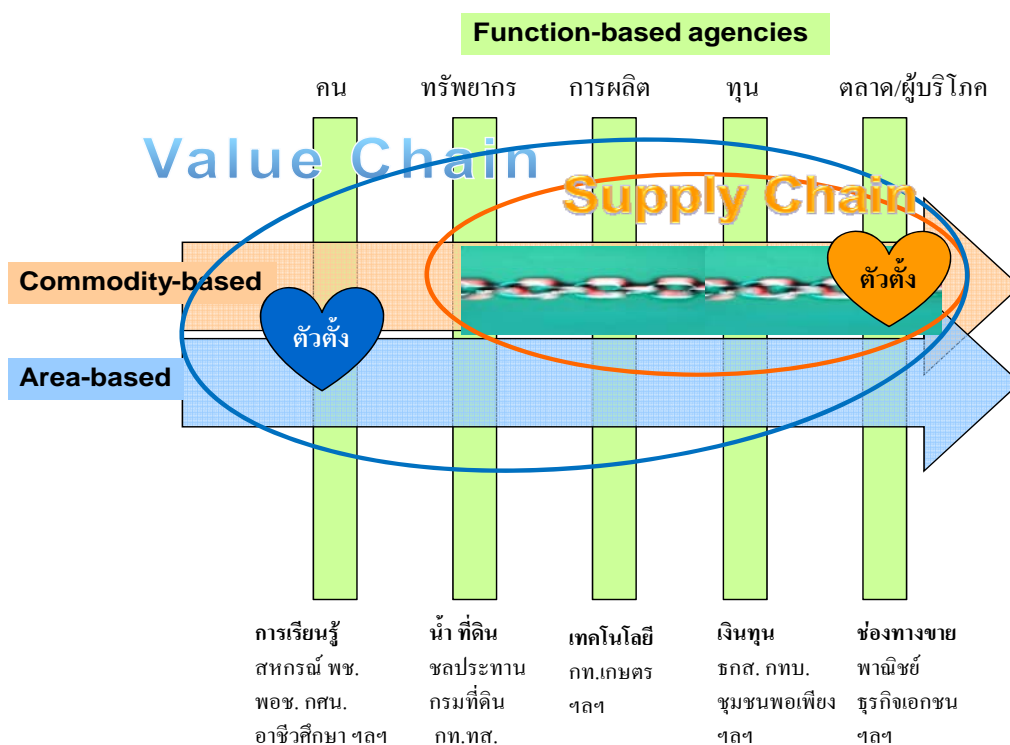 Function-based agencies
คน
ทรัพยากร
การผลิต
ทุน
ตลาด/ผู้บริโภค
Value Chain
Supply Chain
Commodity-based
ตัวตั้ง
ตัวตั้ง
Area-based
การเรียนรู้
สหกรณ์ พช.
พอช. กศน.
อาชีวศึกษา ฯลฯ
น้ำ ที่ดิน
ชลประทาน
กรมที่ดิน
กท.ทส.
เทคโนโลยี
กท.เกษตร
ฯลฯ
เงินทุน
ธกส. กทบ.
ชุมชนพอเพียง
ฯลฯ
ช่องทางขาย
พาณิชย์
ธุรกิจเอกชน
ฯลฯ